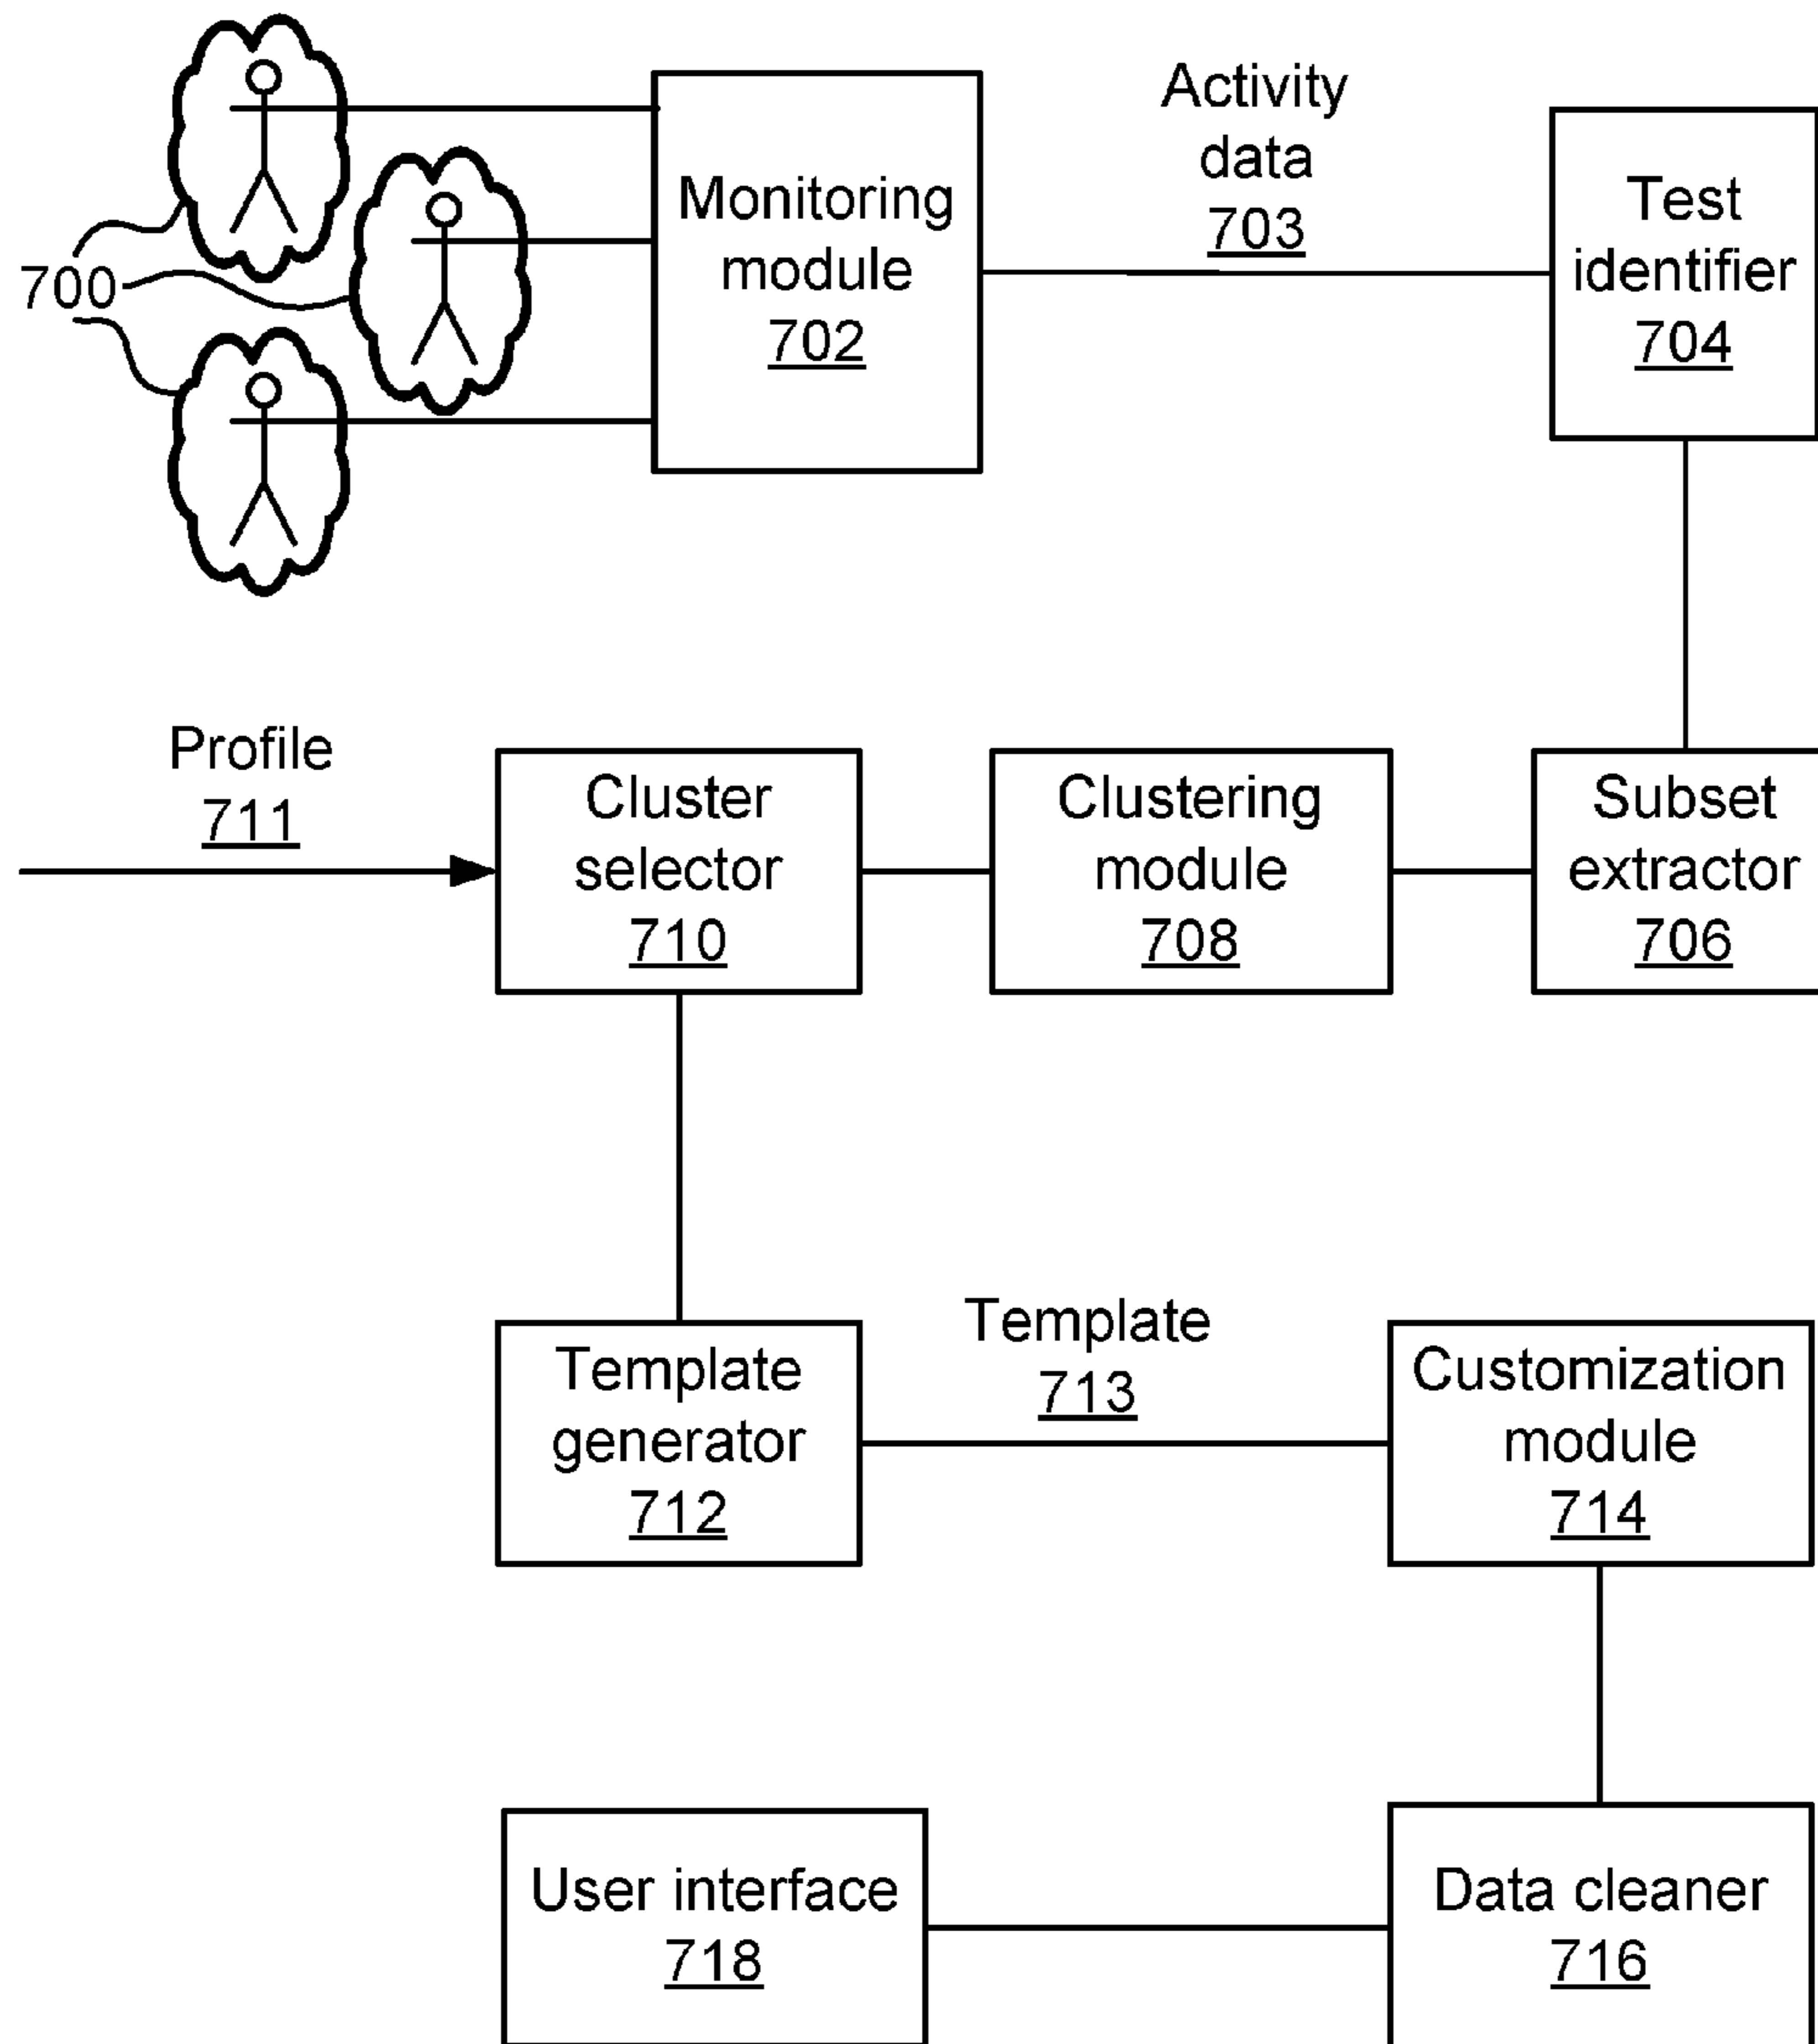 Activity
data
703
Monitoring
module
702
Test
identifier
704
700
Profile
711
Cluster
selector
710
Clustering
module
708
Subset
extractor
706
Template
generator
712
Template
713
Customization
module
714
User interface
718
Data cleaner
716